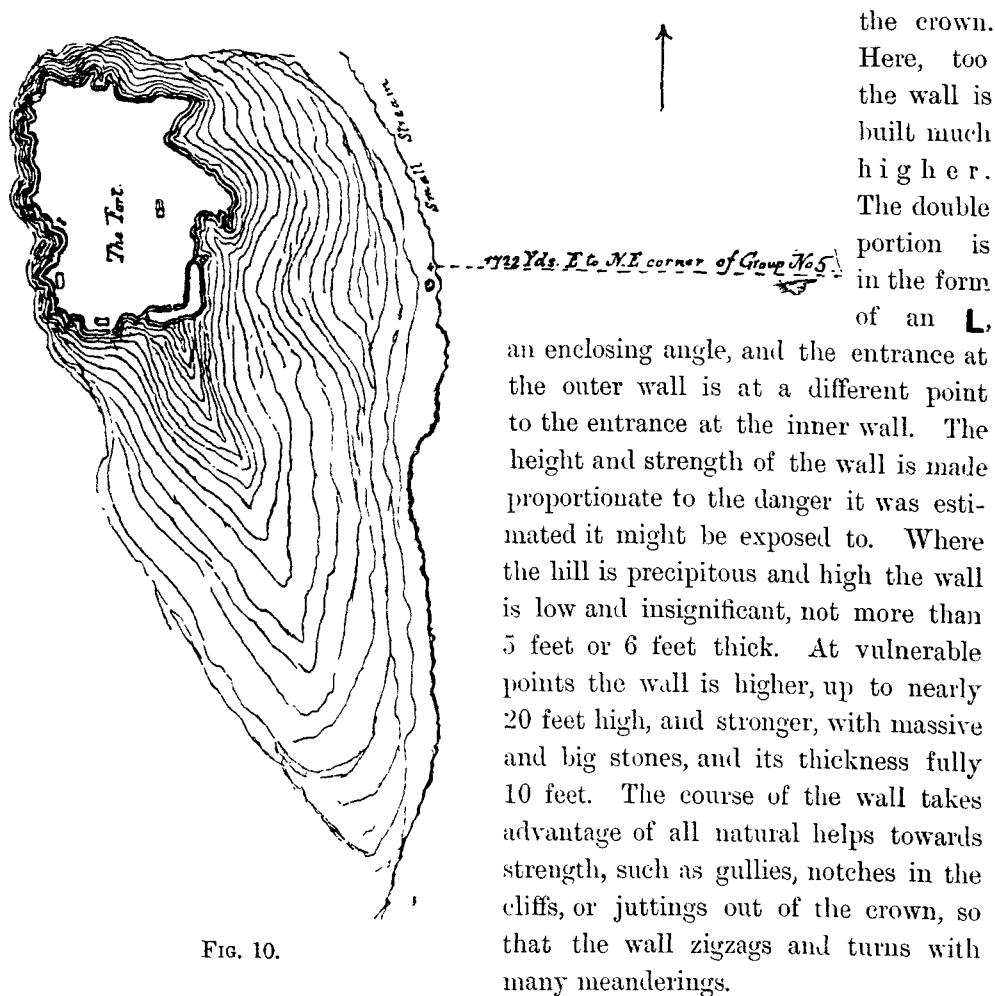 the crown.
Here, too
the wall is
built much
higher.
The double
portion is
in the form
of an L,
an enclosing angle, and the entrance at
the outer wall is at a different point
to the entrance at the inner wall. The
height and strength of the wall is made
proportionate to the danger it was esti-
mated it might be exposed to. Where
the hill is precipitous and high the wall
is low and insignificant, not more than
5 feet or 6 feet thick. At vulnerable
points the wall is higher, up to nearly
20 feet high, and stronger, with massive
and big stones, and its thickness fully
10 feet. The course of the wall takes
advantage of all natural helps towards
strength, such as gullies, notches in the
cliffs, or juttings out of the crown, so
that the wall zigzags and turns with
many meanderings.
The Fort.
Small Stream
1722 Yds. E to N.E corner of Group No 5
FIG. 10.